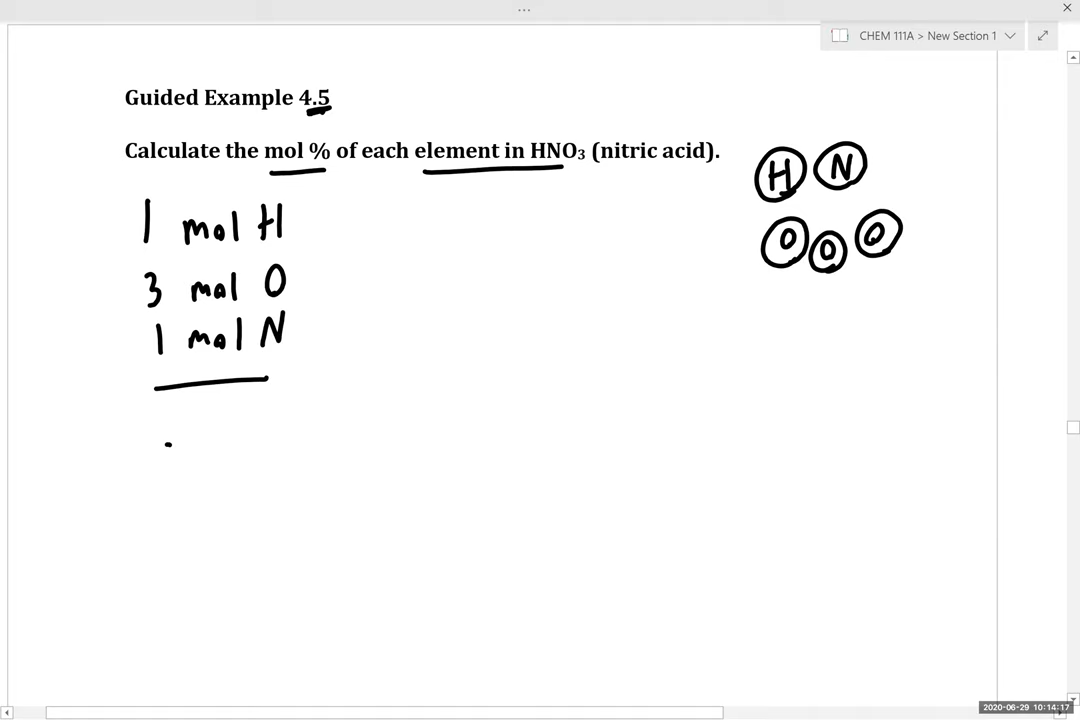 CHEM 111A > New Section 1
Guided Example 4.5
Calculate the mol % of each element in HNO₃ (nitric acid).
H N
O O O
1 mol H
3 mol O
1 mol N
2020-06-29 10:14:17